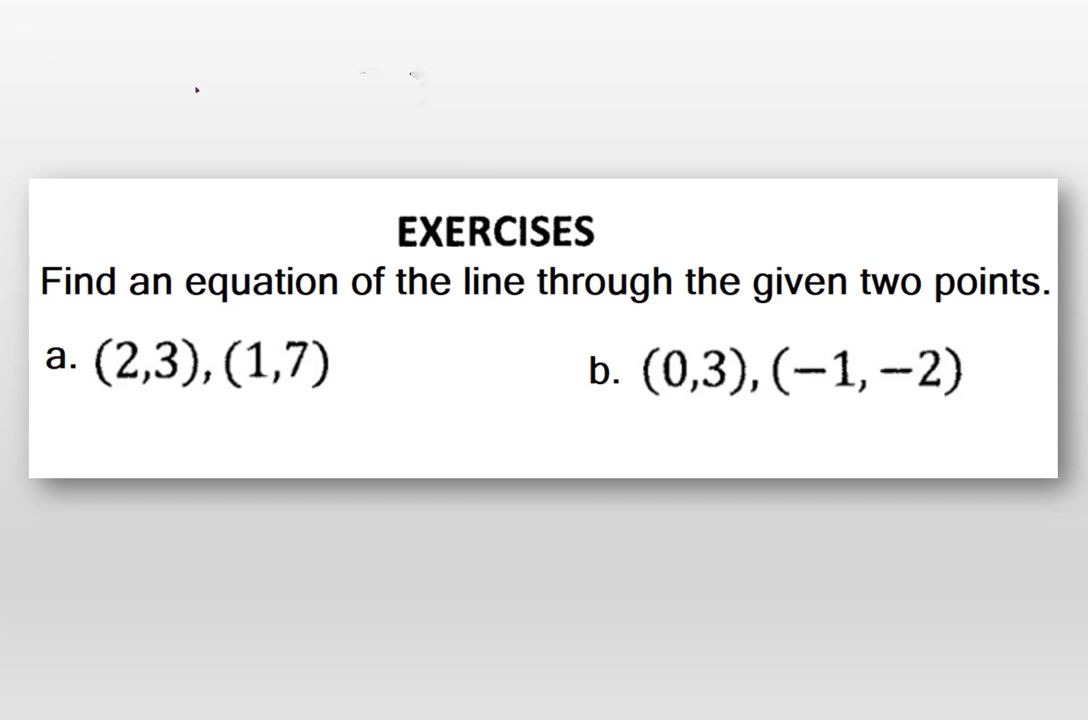 EXERCISES
Find an equation of the line through the given two points.
a. (2,3), (1,7) b. (0,3), (−1, −2)